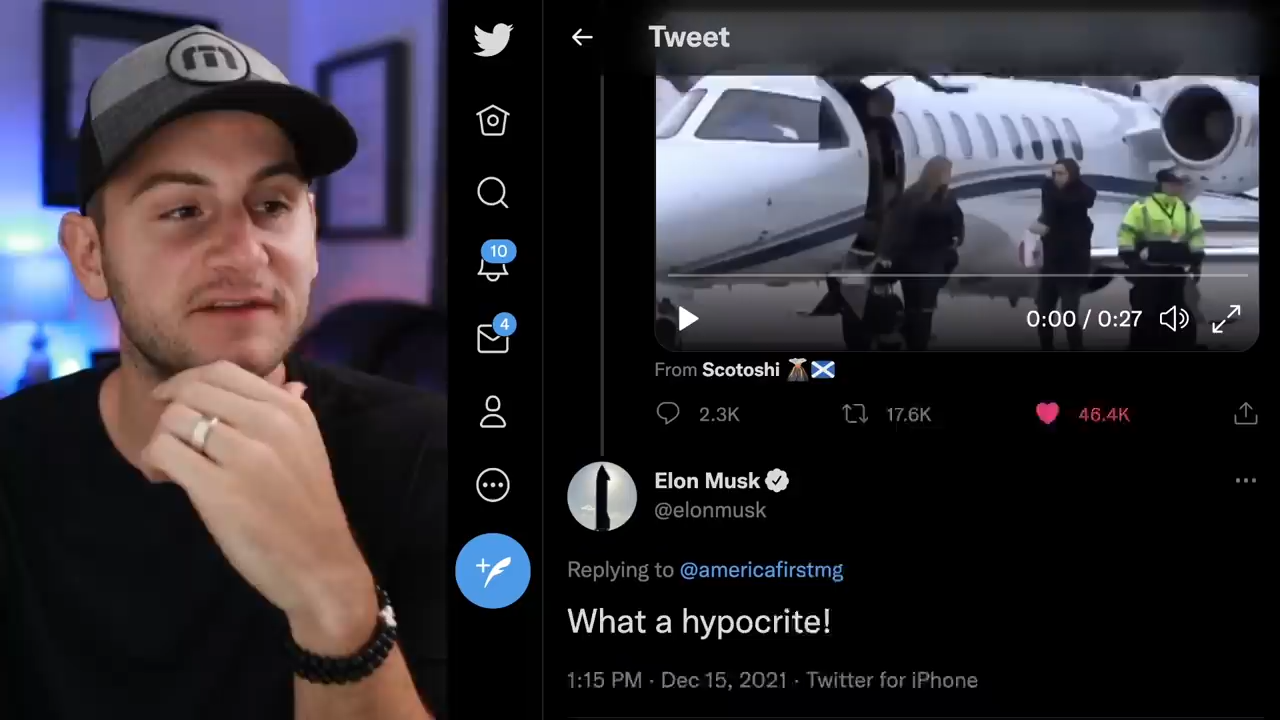 m
Tweet
10
4
0:00 / 0:27
From Scotoshi
2.3K
17.6K
46.4K
Elon Musk
@elonmusk
Replying to @americafirstmg
What a hypocrite!
1:15 PM · Dec 15, 2021 · Twitter for iPhone